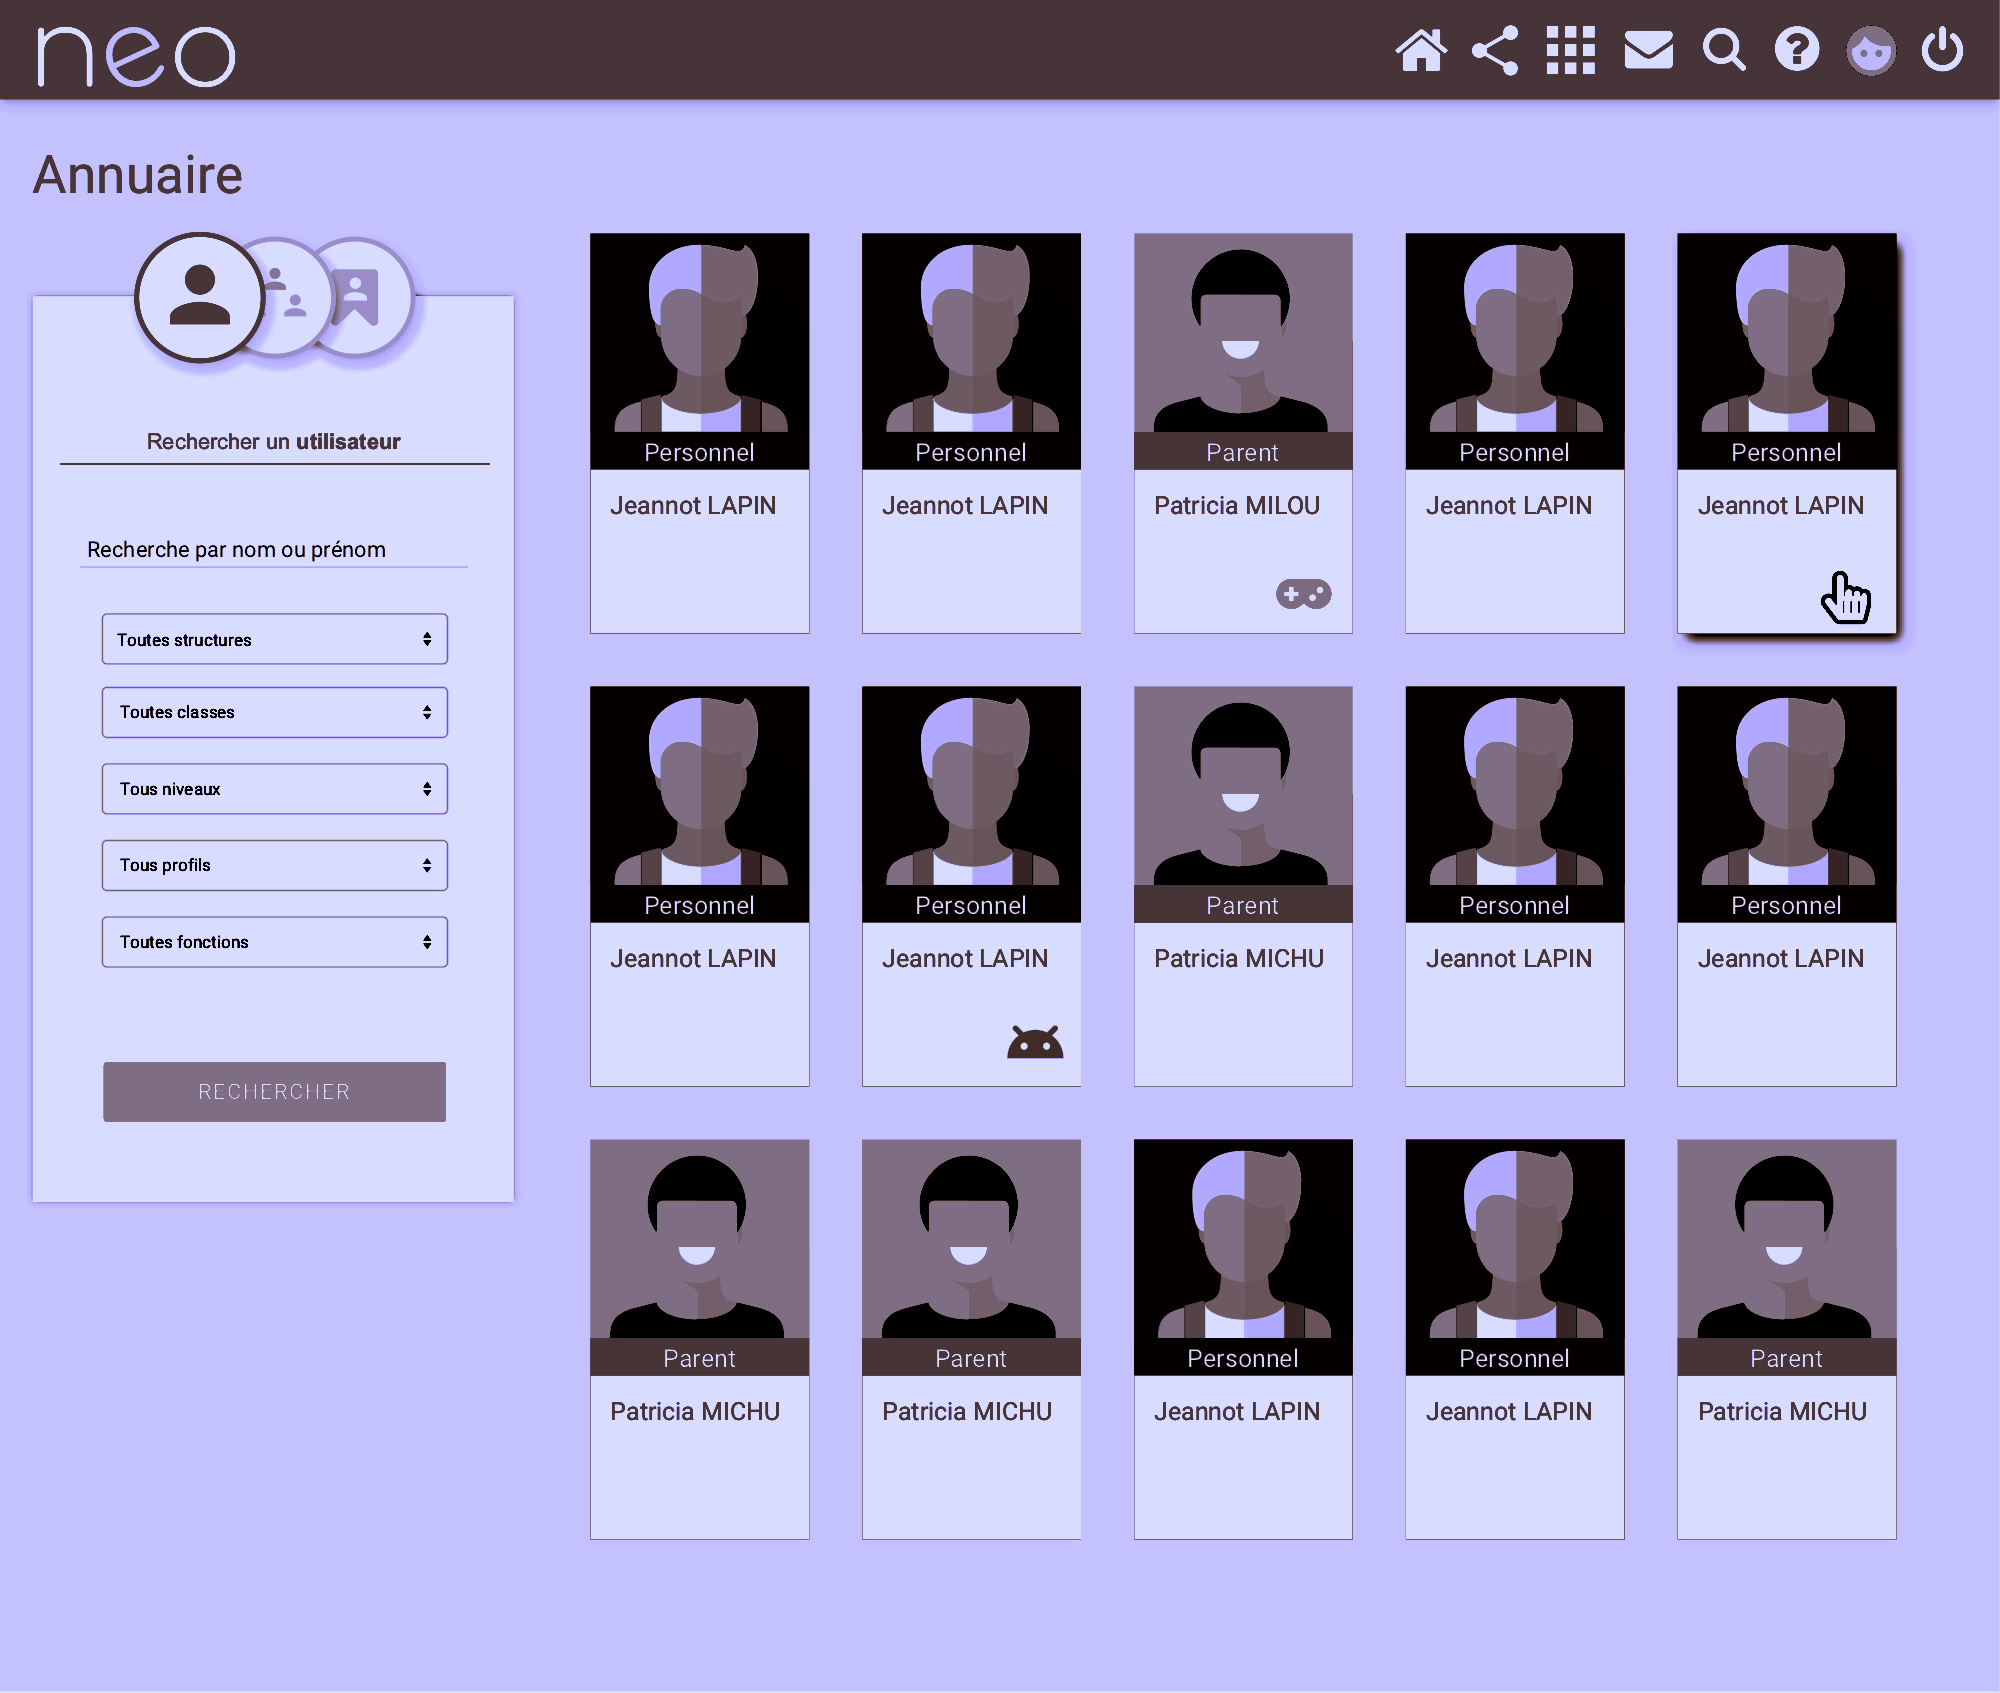 neo
Annuaire
Rechercher un utilisateur
Recherche par nom ou prénom
Toutes structures
Toutes classes
Tous niveaux
Tous profils
Toutes fonctions
RECHERCHER
Personnel
Jeannot LAPIN
Personnel
Jeannot LAPIN
Parent
Patricia MILOU
Personnel
Jeannot LAPIN
Personnel
Jeannot LAPIN
Personnel
Jeannot LAPIN
Personnel
Jeannot LAPIN
Parent
Patricia MICHU
Personnel
Jeannot LAPIN
Personnel
Jeannot LAPIN
Parent
Patricia MICHU
Parent
Patricia MICHU
Personnel
Jeannot LAPIN
Personnel
Jeannot LAPIN
Parent
Patricia MICHU